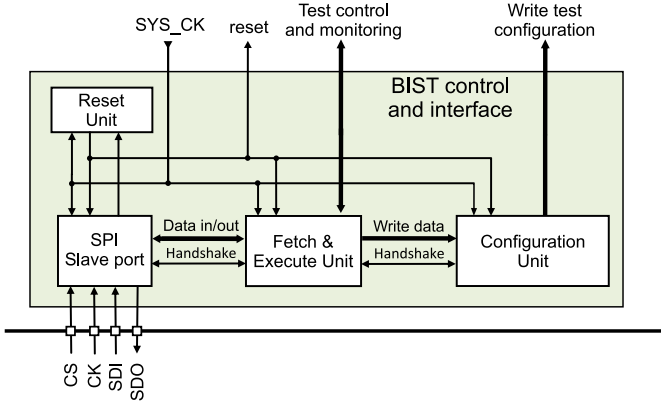 SYS_CK
reset
Test control
and monitoring
Write test
configuration
BIST control
and interface
Reset
Unit
SPI
Slave port
Data in/out
Handshake
Fetch &
Execute Unit
Write data
Handshake
Configuration
Unit
CS
CK
SDI
SDO